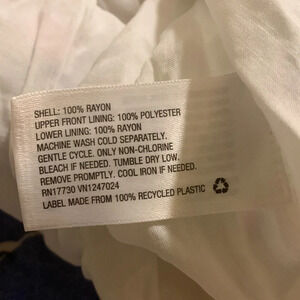 SHELL: 100% RAYON
UPPER FRONT LINING: 100% POLYESTER
LOWER LINING: 100% RAYON
MACHINE WASH COLD SEPARATELY.
GENTLE CYCLE. ONLY NON-CHLORINE
BLEACH IF NEEDED. TUMBLE DRY LOW.
REMOVE PROMPTLY. COOL IRON IF NEEDED.
RN17730 VN1247024
LABEL MADE FROM 100% RECYCLED PLASTIC